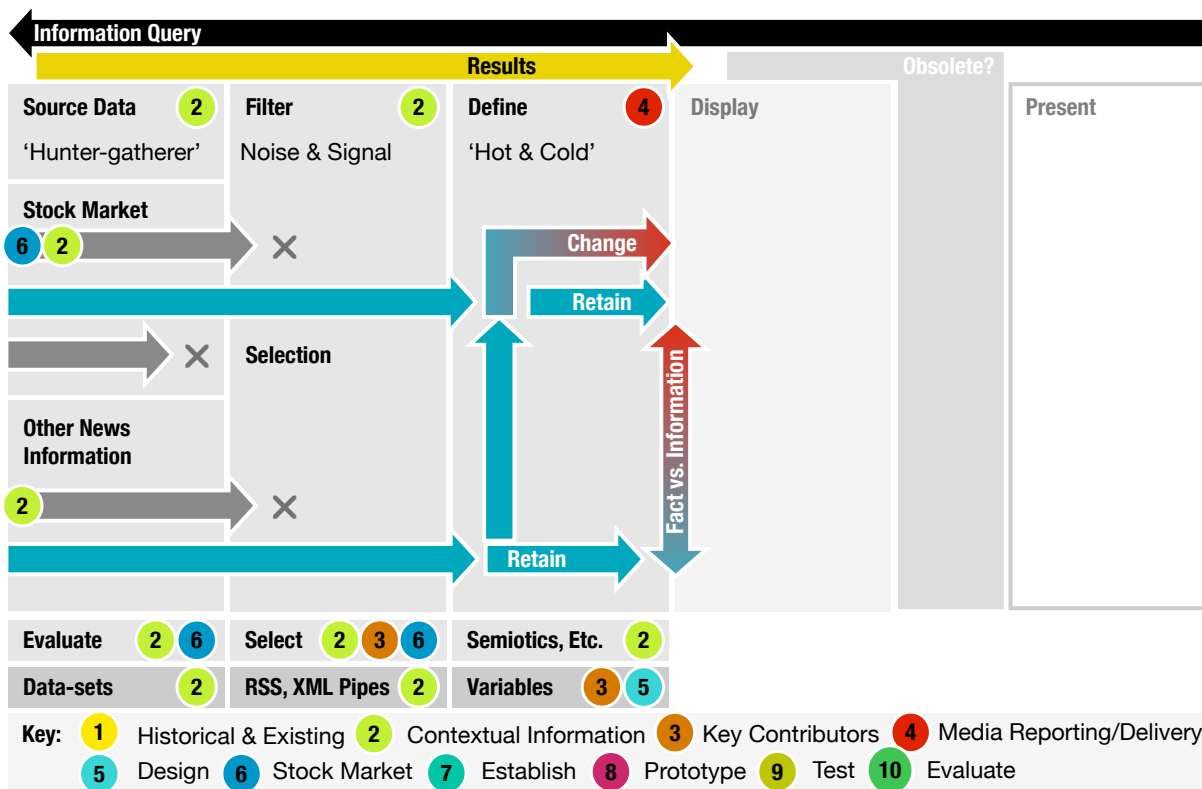 Information Query
Results
Obsolete?
Source Data 2
Filter 2
Define 4
Display
Present
'Hunter-gatherer'
Noise & Signal
'Hot & Cold'
Stock Market
6 2
Change
Retain
Selection
Fact vs. Information
Other News
Information
2
Retain
Evaluate 2 6
Select 2 3 6
Semiotics, Etc. 2
Data-sets 2
RSS, XML Pipes 2
Variables 3 5
Key: 1 Historical & Existing 2 Contextual Information 3 Key Contributors 4 Media Reporting/Delivery
5 Design 6 Stock Market 7 Establish 8 Prototype 9 Test 10 Evaluate